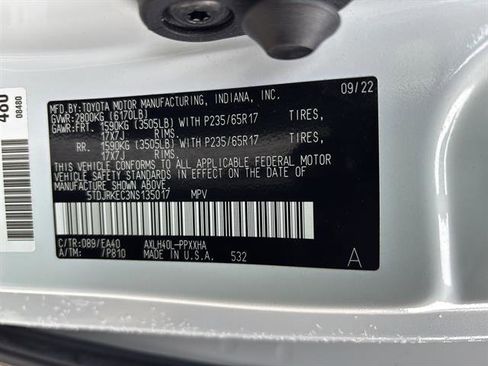 480
08480
MFD.BY:TOYOTA MOTOR MANUFACTURING, INDIANA, INC. 09/22
GVWR:2800KG (6170LB)
GAWR:FRT. 1590KG (3505LB) WITH P235/65R17 TIRES,
17X7J RIMS.
RR. 1590KG (3505LB) WITH P235/65R17 TIRES,
17X7J RIMS.
THIS VEHICLE CONFORMS TO ALL APPLICABLE FEDERAL MOTOR
VEHICLE SAFETY STANDARDS IN EFFECT ON THE DATE OF
MANUFACTURE SHOWN ABOVE.
5TDJRKEC3NS135017 MPV
C/TR:089/EA40 AXLH40L-PPXXHA
A/TM: /P810 MADE IN U.S.A. 532 A